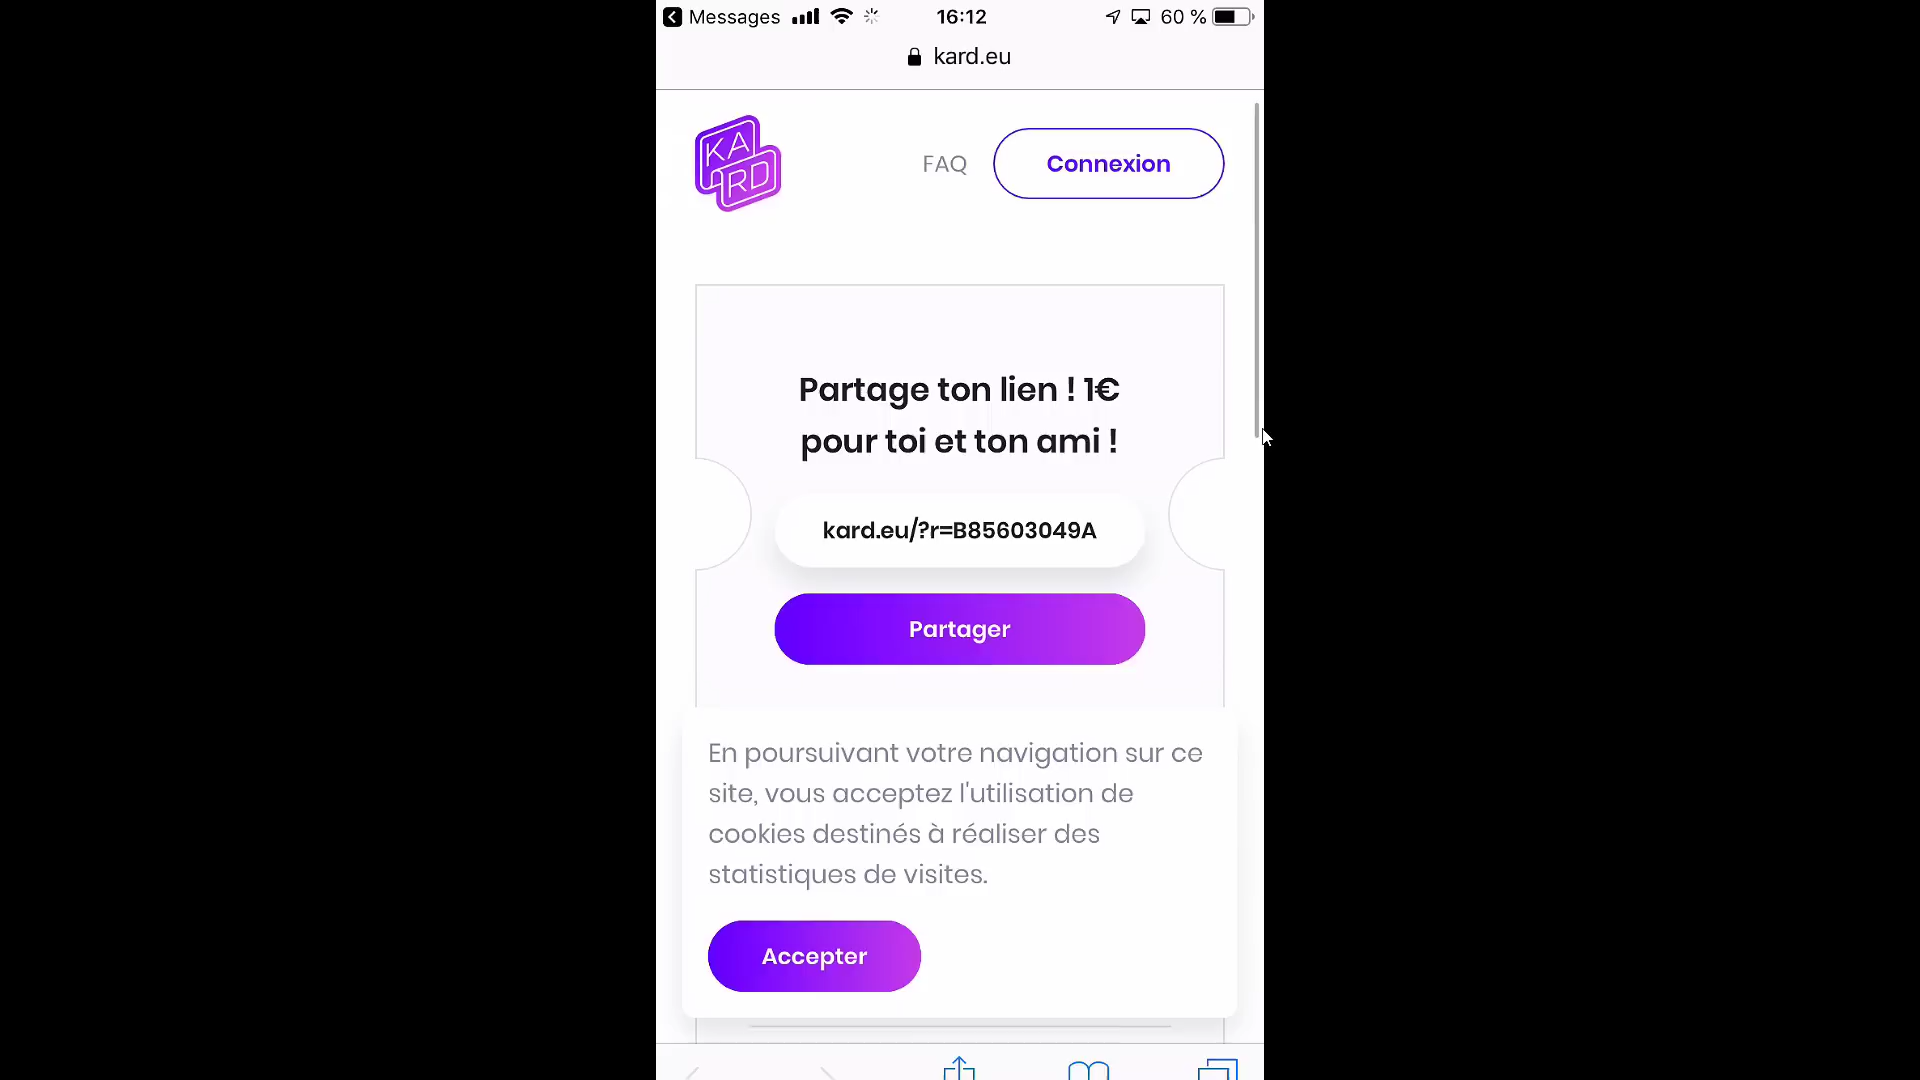 Messages 16:12 60 %
kard.eu
KA
RD
FAQ Connexion
Partage ton lien ! 1€
pour toi et ton ami !
kard.eu/?r=B85603049A
Partager
En poursuivant votre navigation sur ce
site, vous acceptez l'utilisation de
cookies destinés à réaliser des
statistiques de visites.
Accepter